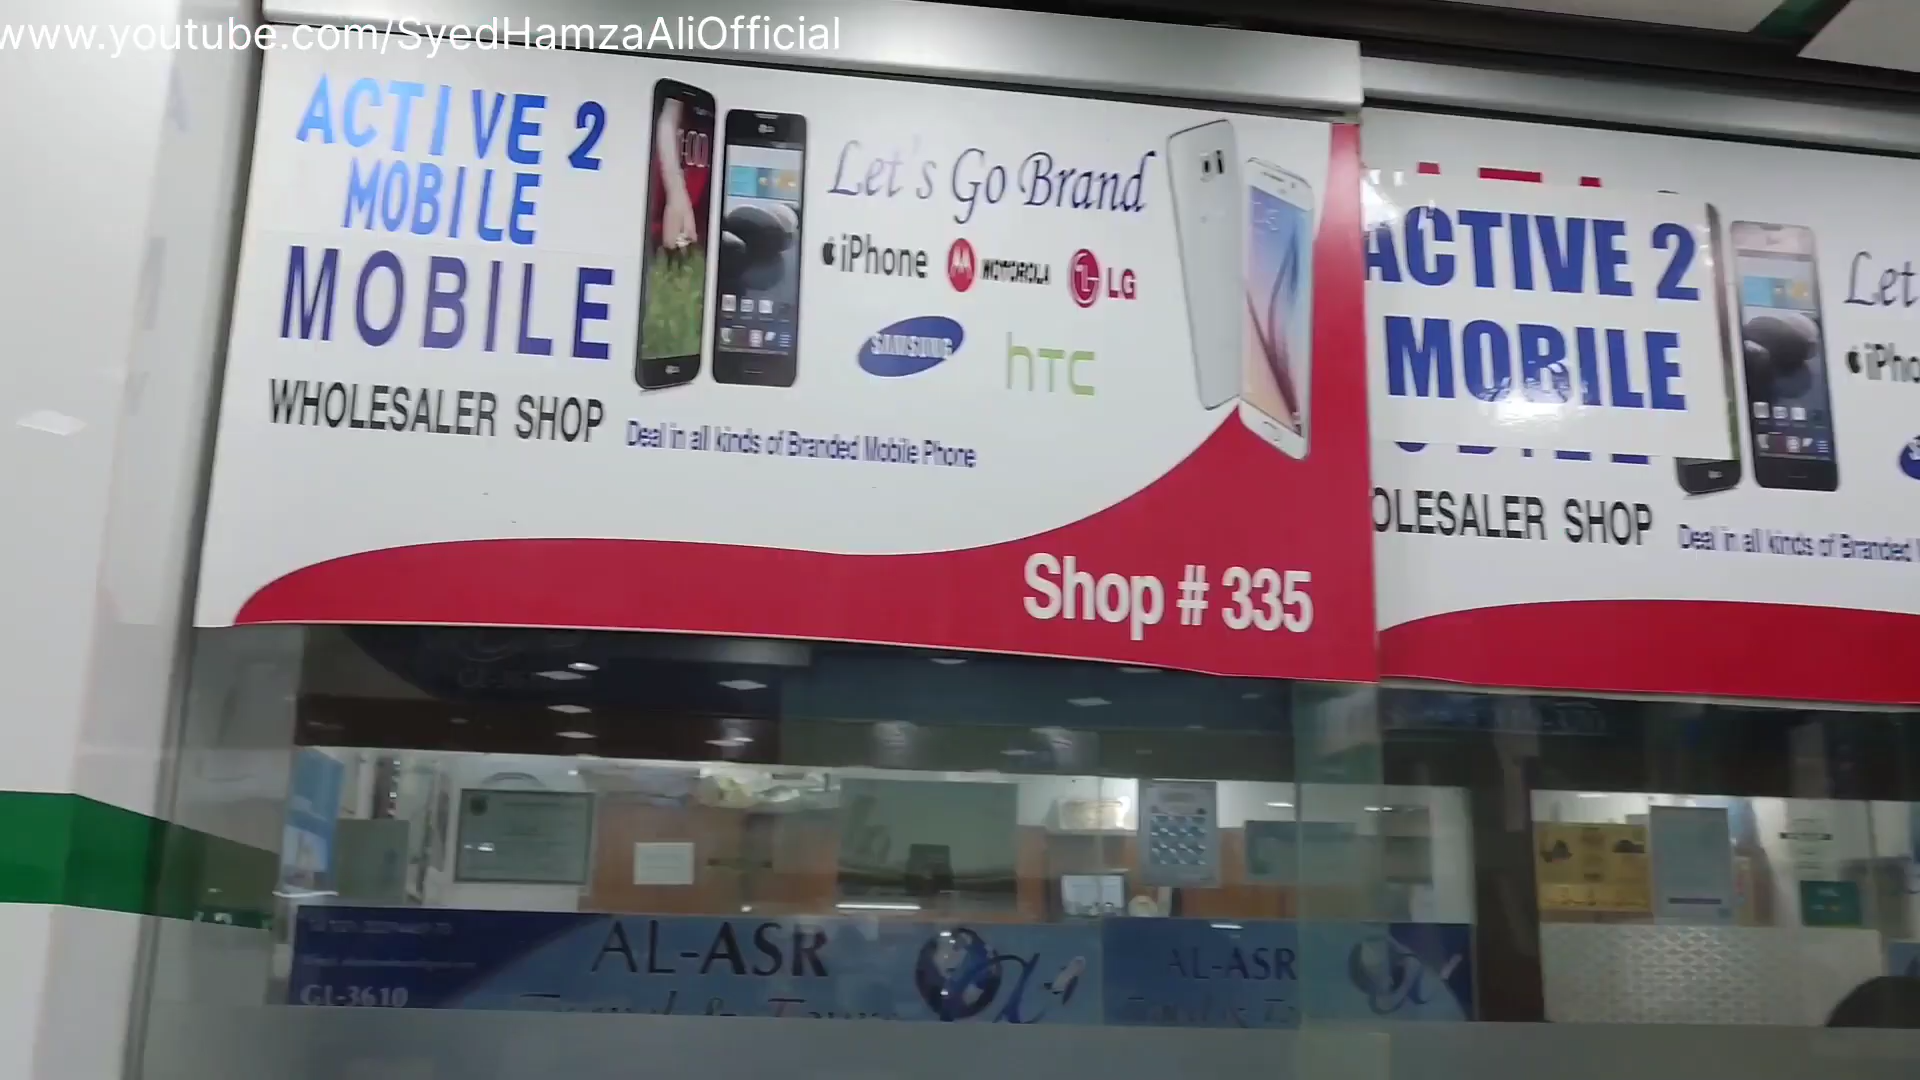 www.youtube.com/SyedHamzaAliOfficial
ACTIVE 2
MOBILE
MOBILE
WHOLESALER SHOP
Let's Go Brand
iPhone MOTOROLA LG
SAMSUNG hTC
Deal in all kinds of Branded Mobile Phone
Shop # 335
ACTIVE 2
MOBILE
OLESALER SHOP
Let
iPho
Deal in all kinds of Branded
AL-ASR
GL-3610
AL-ASR